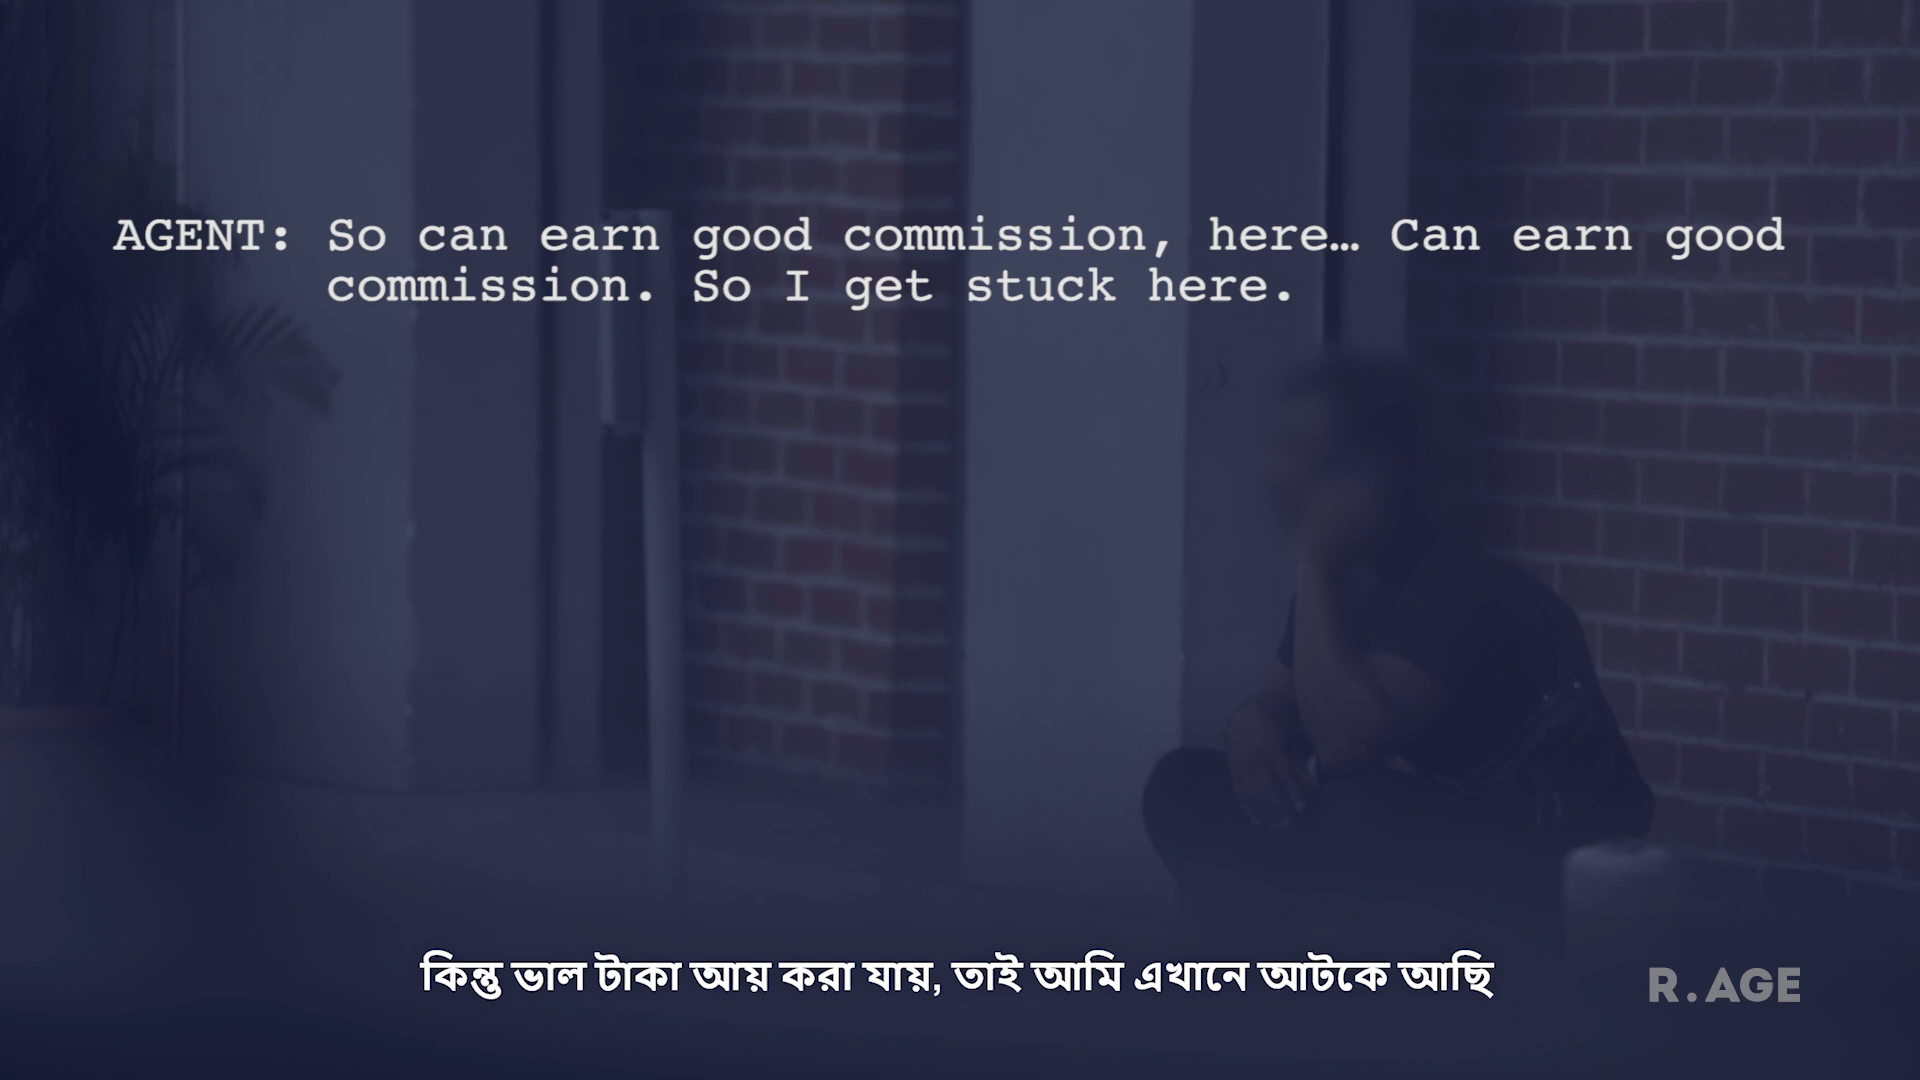 AGENT: So can earn good commission, here… Can earn good
commission. So I get stuck here.
কিন্তু ভাল টাকা আয় করা যায়, তাই আমি এখানে আটকে আছি
R.AGE